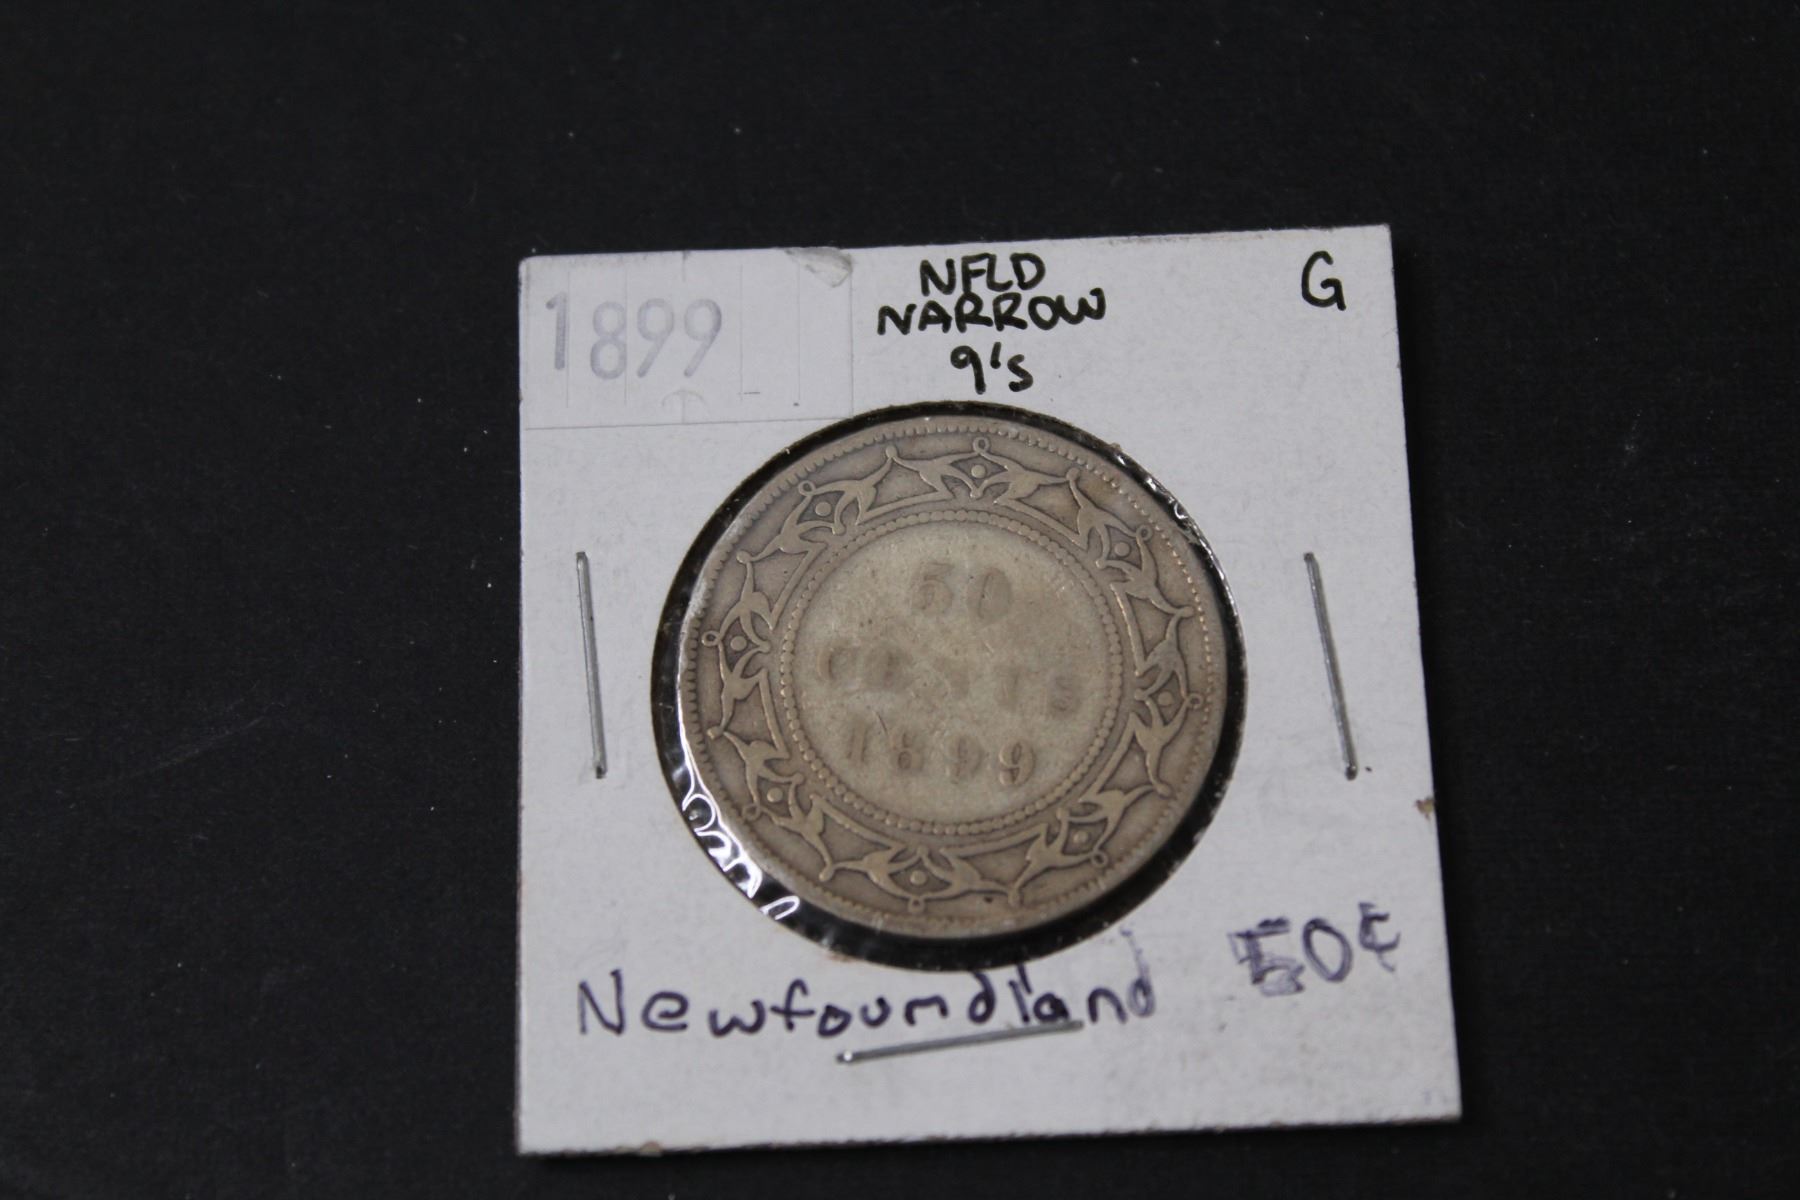 1899
NFLD
NARROW
9's
G
50
CENTS
1899
Newfoundland
50¢